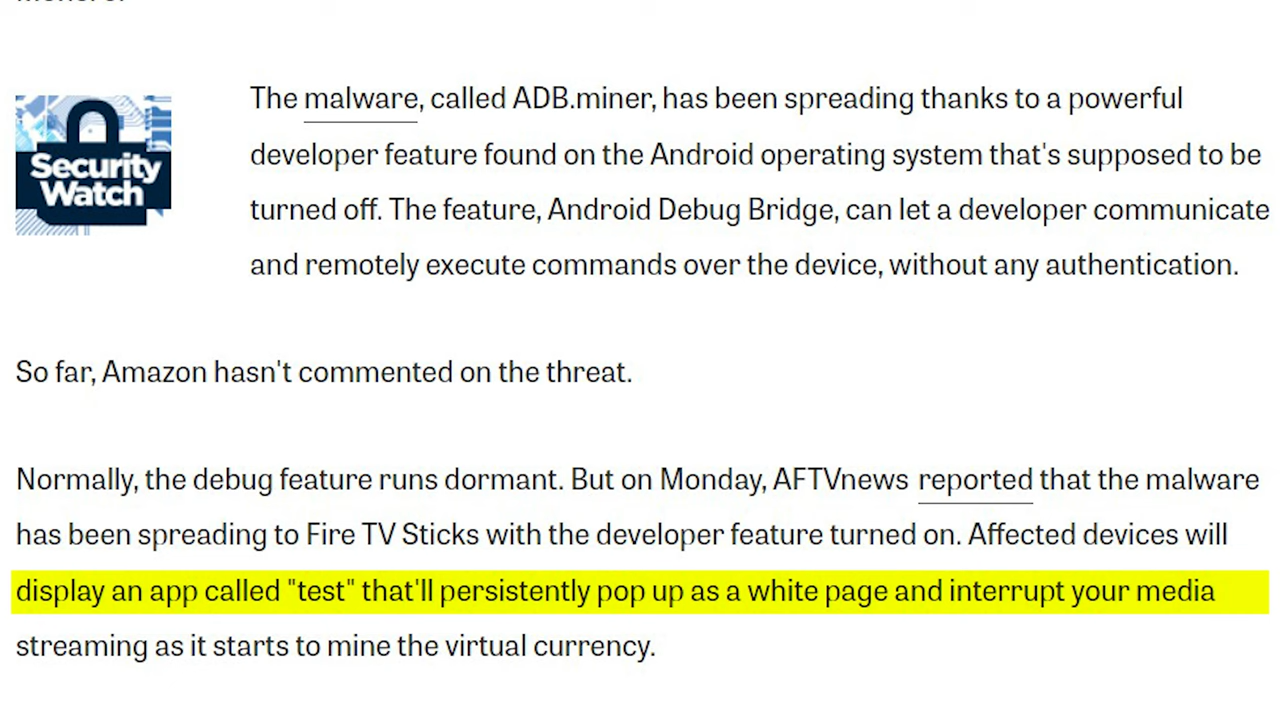 The malware, called ADB.miner, has been spreading thanks to a powerful
developer feature found on the Android operating system that's supposed to be
turned off. The feature, Android Debug Bridge, can let a developer communicate
and remotely execute commands over the device, without any authentication.
Security
Watch
So far, Amazon hasn't commented on the threat.
Normally, the debug feature runs dormant. But on Monday, AFTVnews reported that the malware
has been spreading to Fire TV Sticks with the developer feature turned on. Affected devices will
display an app called "test" that'll persistently pop up as a white page and interrupt your media
streaming as it starts to mine the virtual currency.